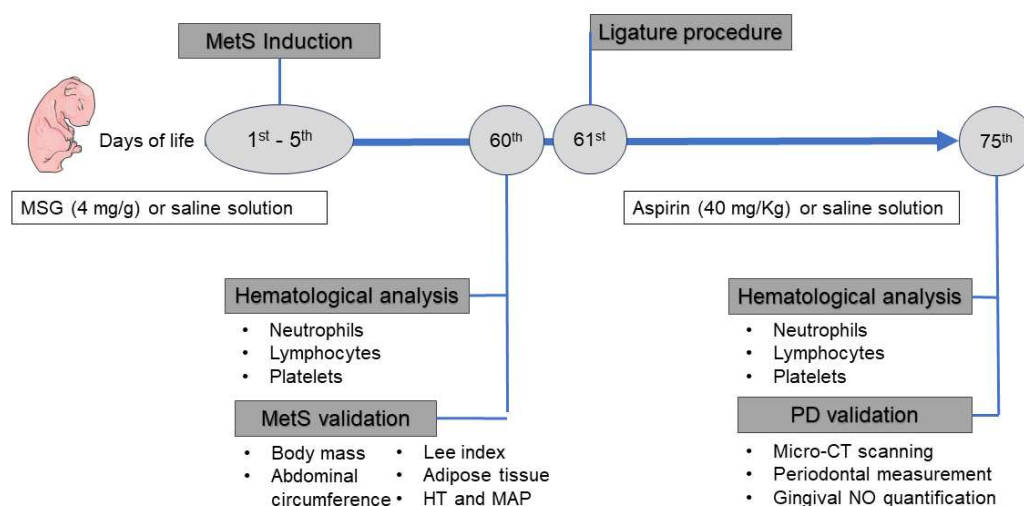 MetS Induction
Ligature procedure
Days of life
1st - 5th
60th
61st
75th
MSG (4 mg/g) or saline solution
Aspirin (40 mg/Kg) or saline solution
Hematological analysis
• Neutrophils
• Lymphocytes
• Platelets
MetS validation
• Body mass
• Abdominal
circumference
• Lee index
• Adipose tissue
• HT and MAP
Hematological analysis
• Neutrophils
• Lymphocytes
• Platelets
PD validation
• Micro-CT scanning
• Periodontal measurement
• Gingival NO quantification